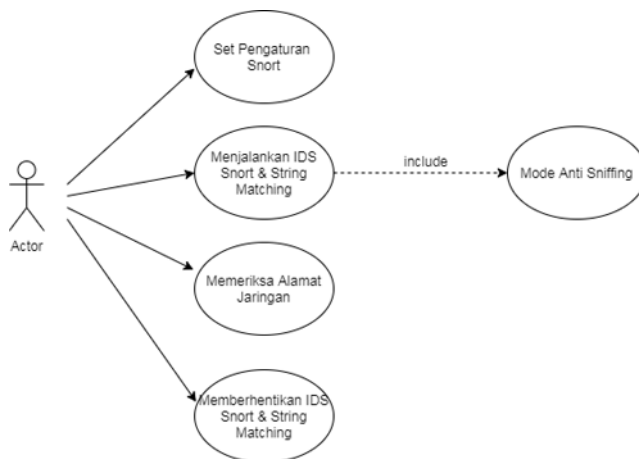 Set Pengaturan
Snort
Menjalankan IDS
Snort & String
Matching
include
Mode Anti Sniffing
Actor
Memeriksa Alamat
Jaringan
Memberhentikan IDS
Snort & String
Matching